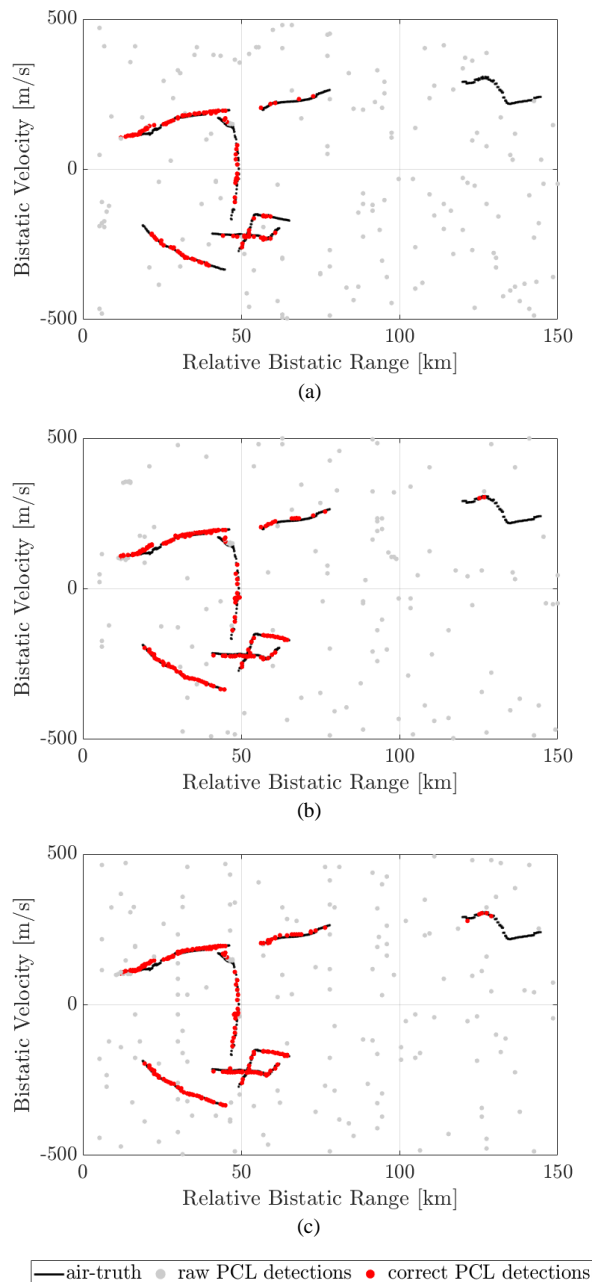 500
0
-500
Bistatic Velocity [m/s]
0 50 100 150
Relative Bistatic Range [km]
(a)
500
0
-500
Bistatic Velocity [m/s]
0 50 100 150
Relative Bistatic Range [km]
(b)
500
0
-500
Bistatic Velocity [m/s]
0 50 100 150
Relative Bistatic Range [km]
(c)
air-truth raw PCL detections correct PCL detections